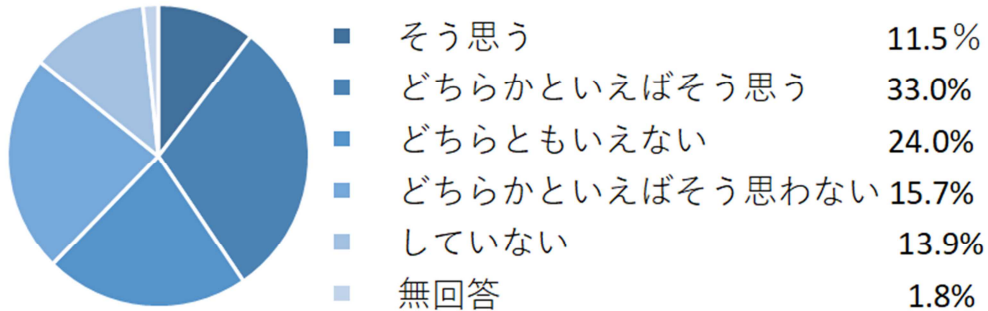 そう思う 11.5％
どちらかといえばそう思う 33.0%
どちらともいえない 24.0%
どちらかといえばそう思わない 15.7%
していない 13.9%
無回答 1.8%